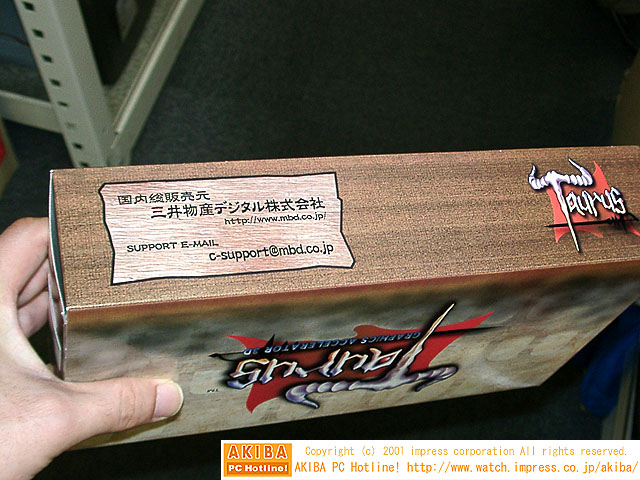 国内総販売元
三井物産デジタル株式会社
http://www.mbd.co.jp/
SUPPORT E-MAIL
c-support@mbd.co.jp
Taurus
GRAPHICS ACCELERATOR 3D
Taurus
TM
AKIBA
PC Hotline!
Copyright (c) 2001 impress corporation All rights reserved.
AKIBA PC Hotline! http://www.watch.impress.co.jp/akiba/